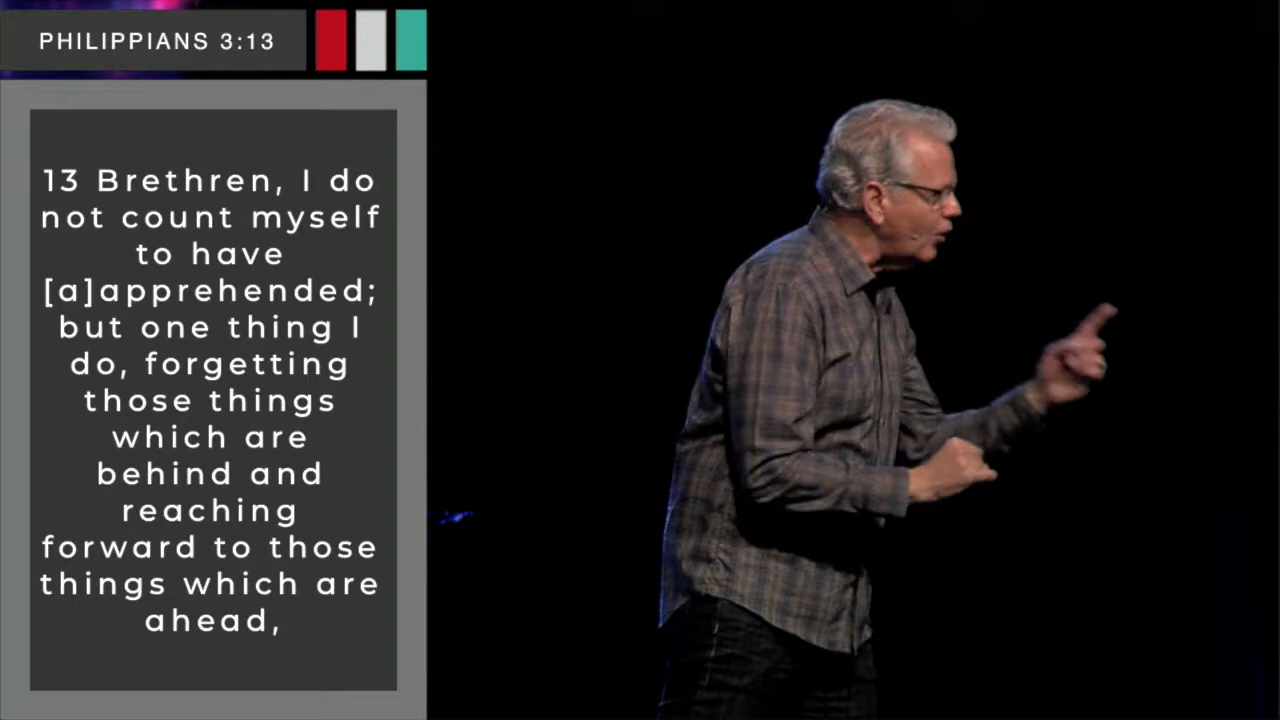 PHILIPPIANS 3:13
13 Brethren, I do
not count myself
to have
[a]apprehended;
but one thing I
do, forgetting
those things
which are
behind and
reaching
forward to those
things which are
ahead,